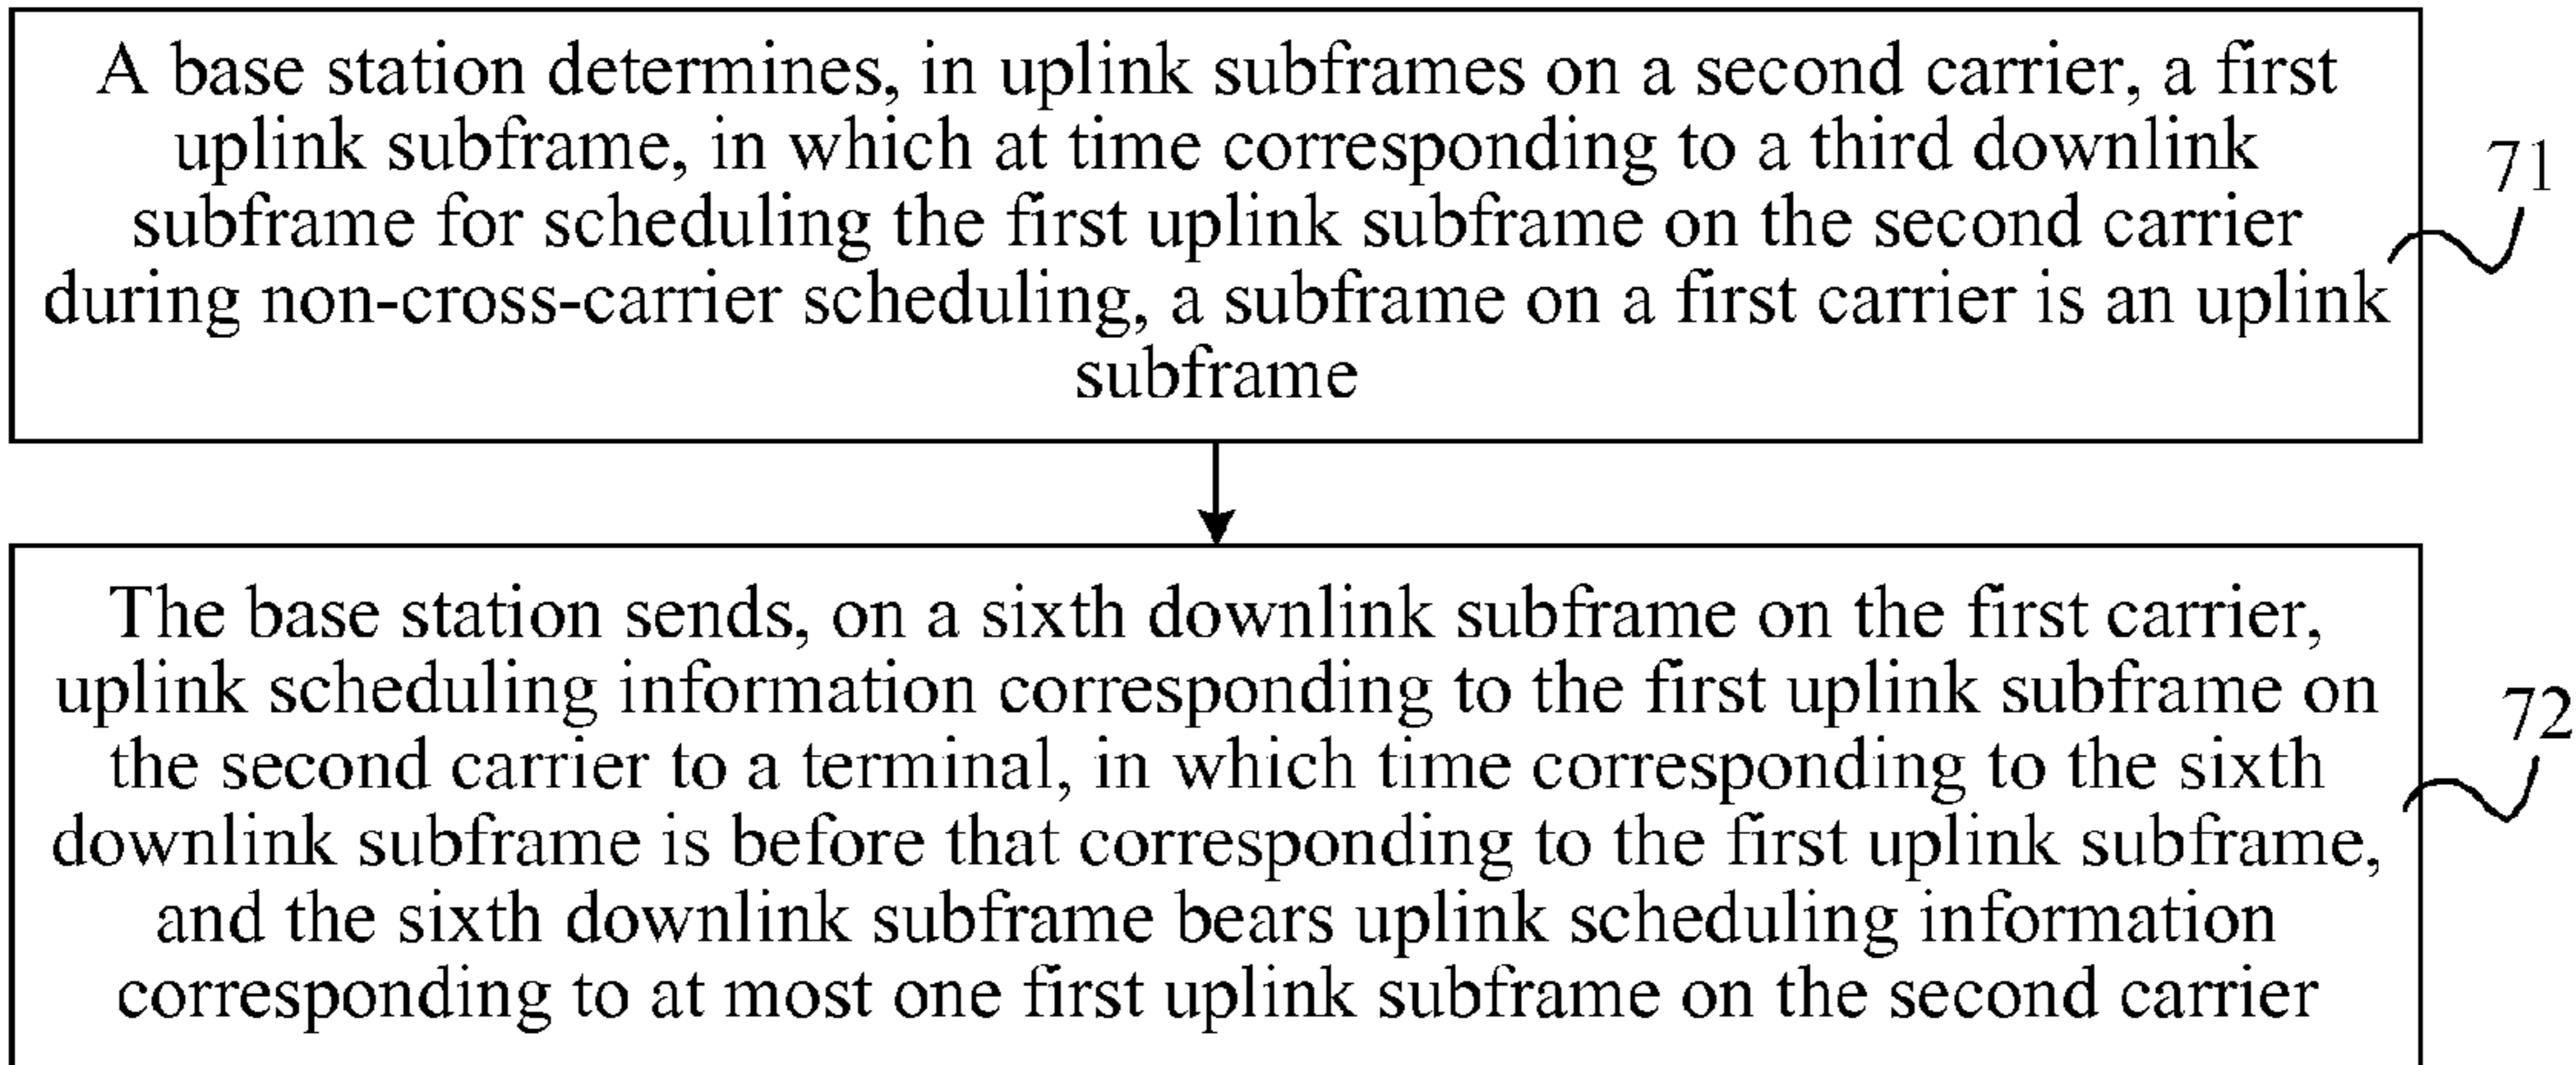 A base station determines, in uplink subframes on a second carrier, a first
uplink subframe, in which at time corresponding to a third downlink
subframe for scheduling the first uplink subframe on the second carrier
during non-cross-carrier scheduling, a subframe on a first carrier is an uplink
subframe
71
The base station sends, on a sixth downlink subframe on the first carrier,
uplink scheduling information corresponding to the first uplink subframe on
the second carrier to a terminal, in which time corresponding to the sixth
downlink subframe is before that corresponding to the first uplink subframe,
and the sixth downlink subframe bears uplink scheduling information
corresponding to at most one first uplink subframe on the second carrier
72